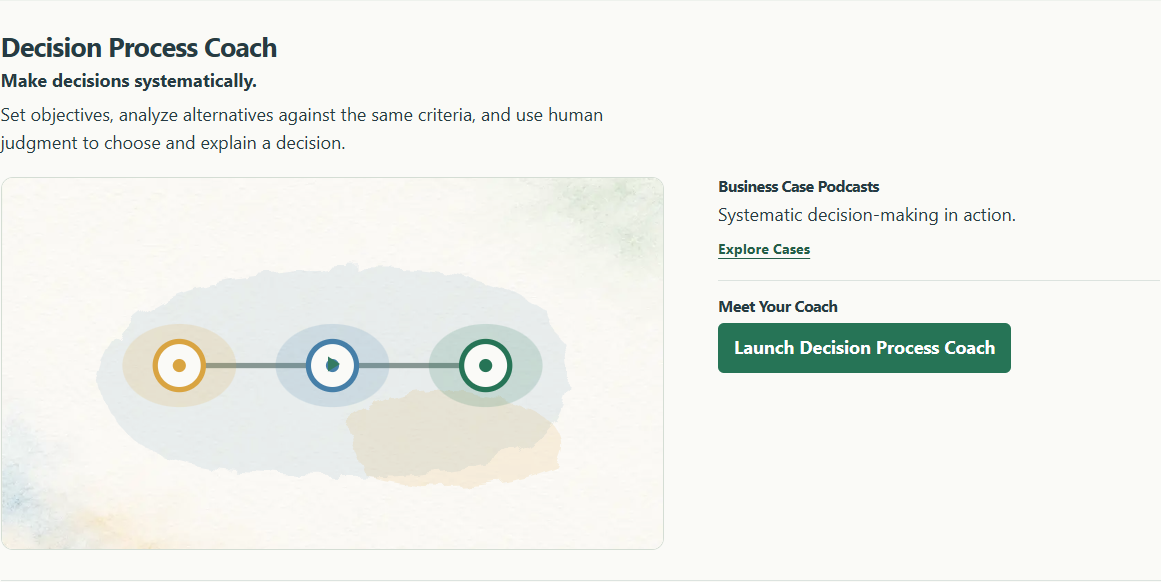 Decision Process Coach
Make decisions systematically.
Set objectives, analyze alternatives against the same criteria, and use human
judgment to choose and explain a decision.
Business Case Podcasts
Systematic decision-making in action.
Explore Cases
Meet Your Coach
Launch Decision Process Coach